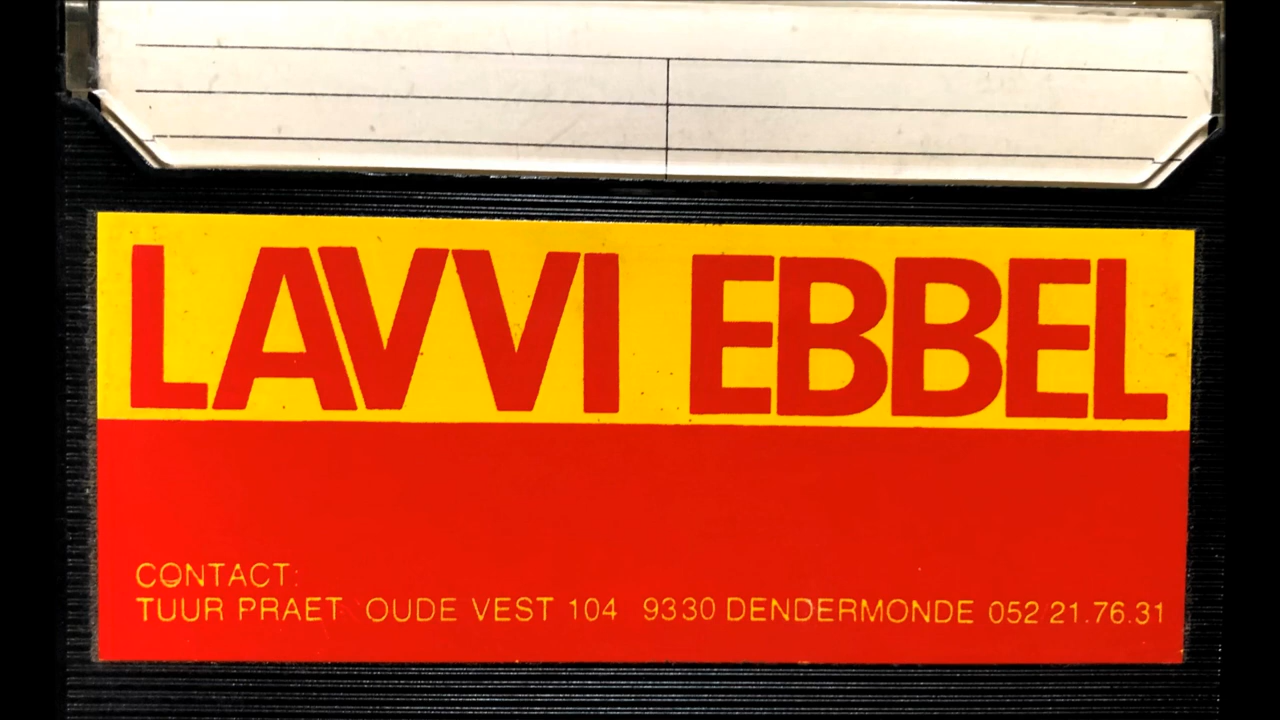 LAVVI EBBEL
CONTACT:
TUUR PRAET OUDE VEST 104 9330 DENDERMONDE 052 21.76.31